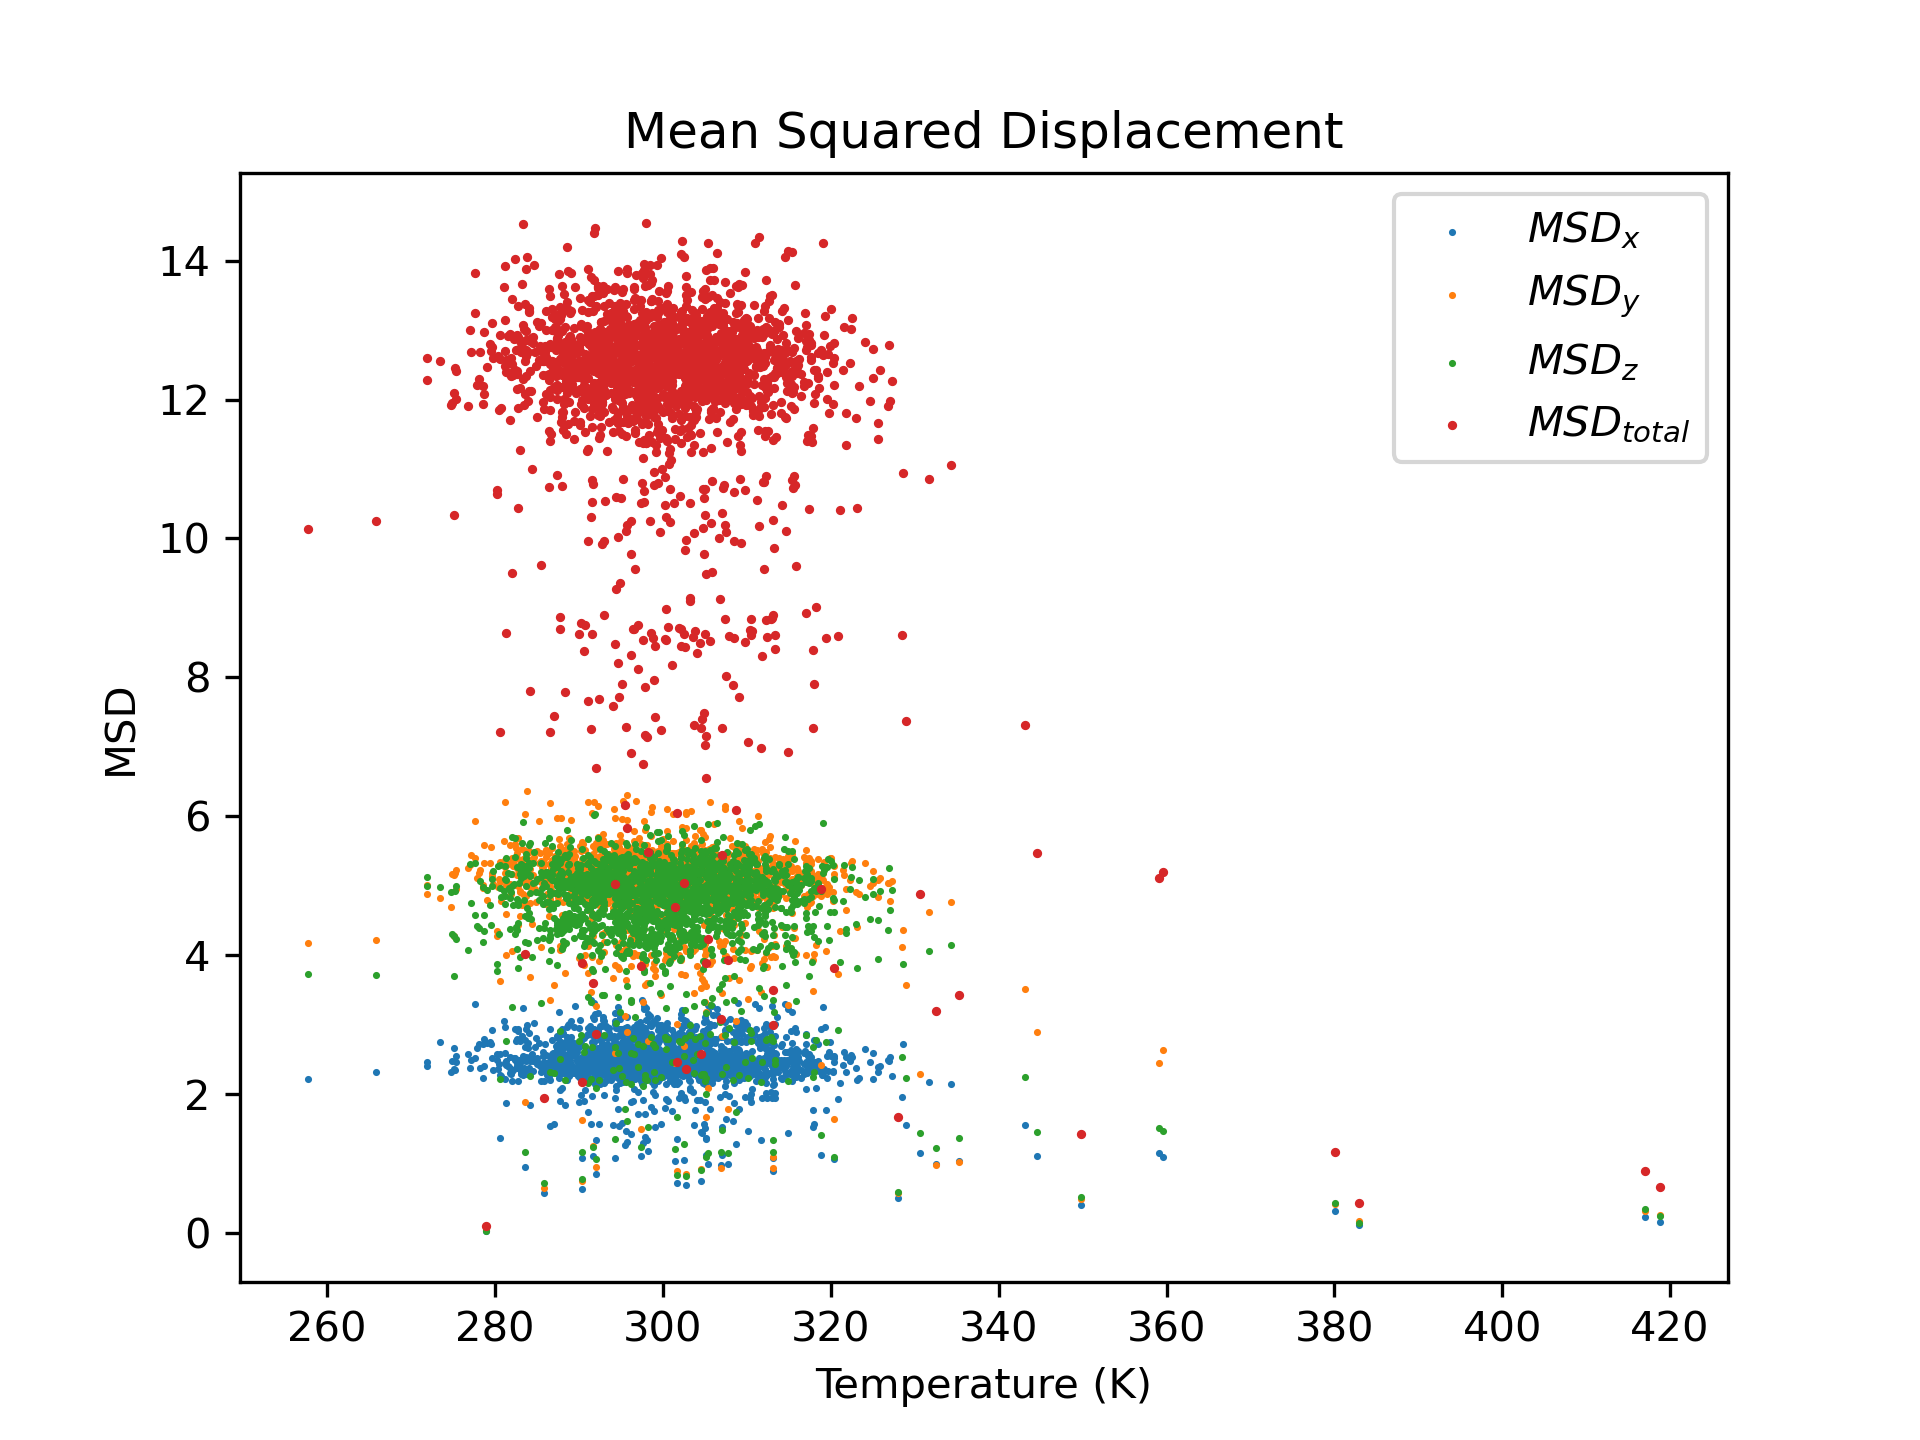 Mean Squared Displacement
MSD_x
MSD_y
MSD_z
MSD_total
14
12
10
8
6
4
2
0
MSD
260 280 300 320 340 360 380 400 420
Temperature (K)